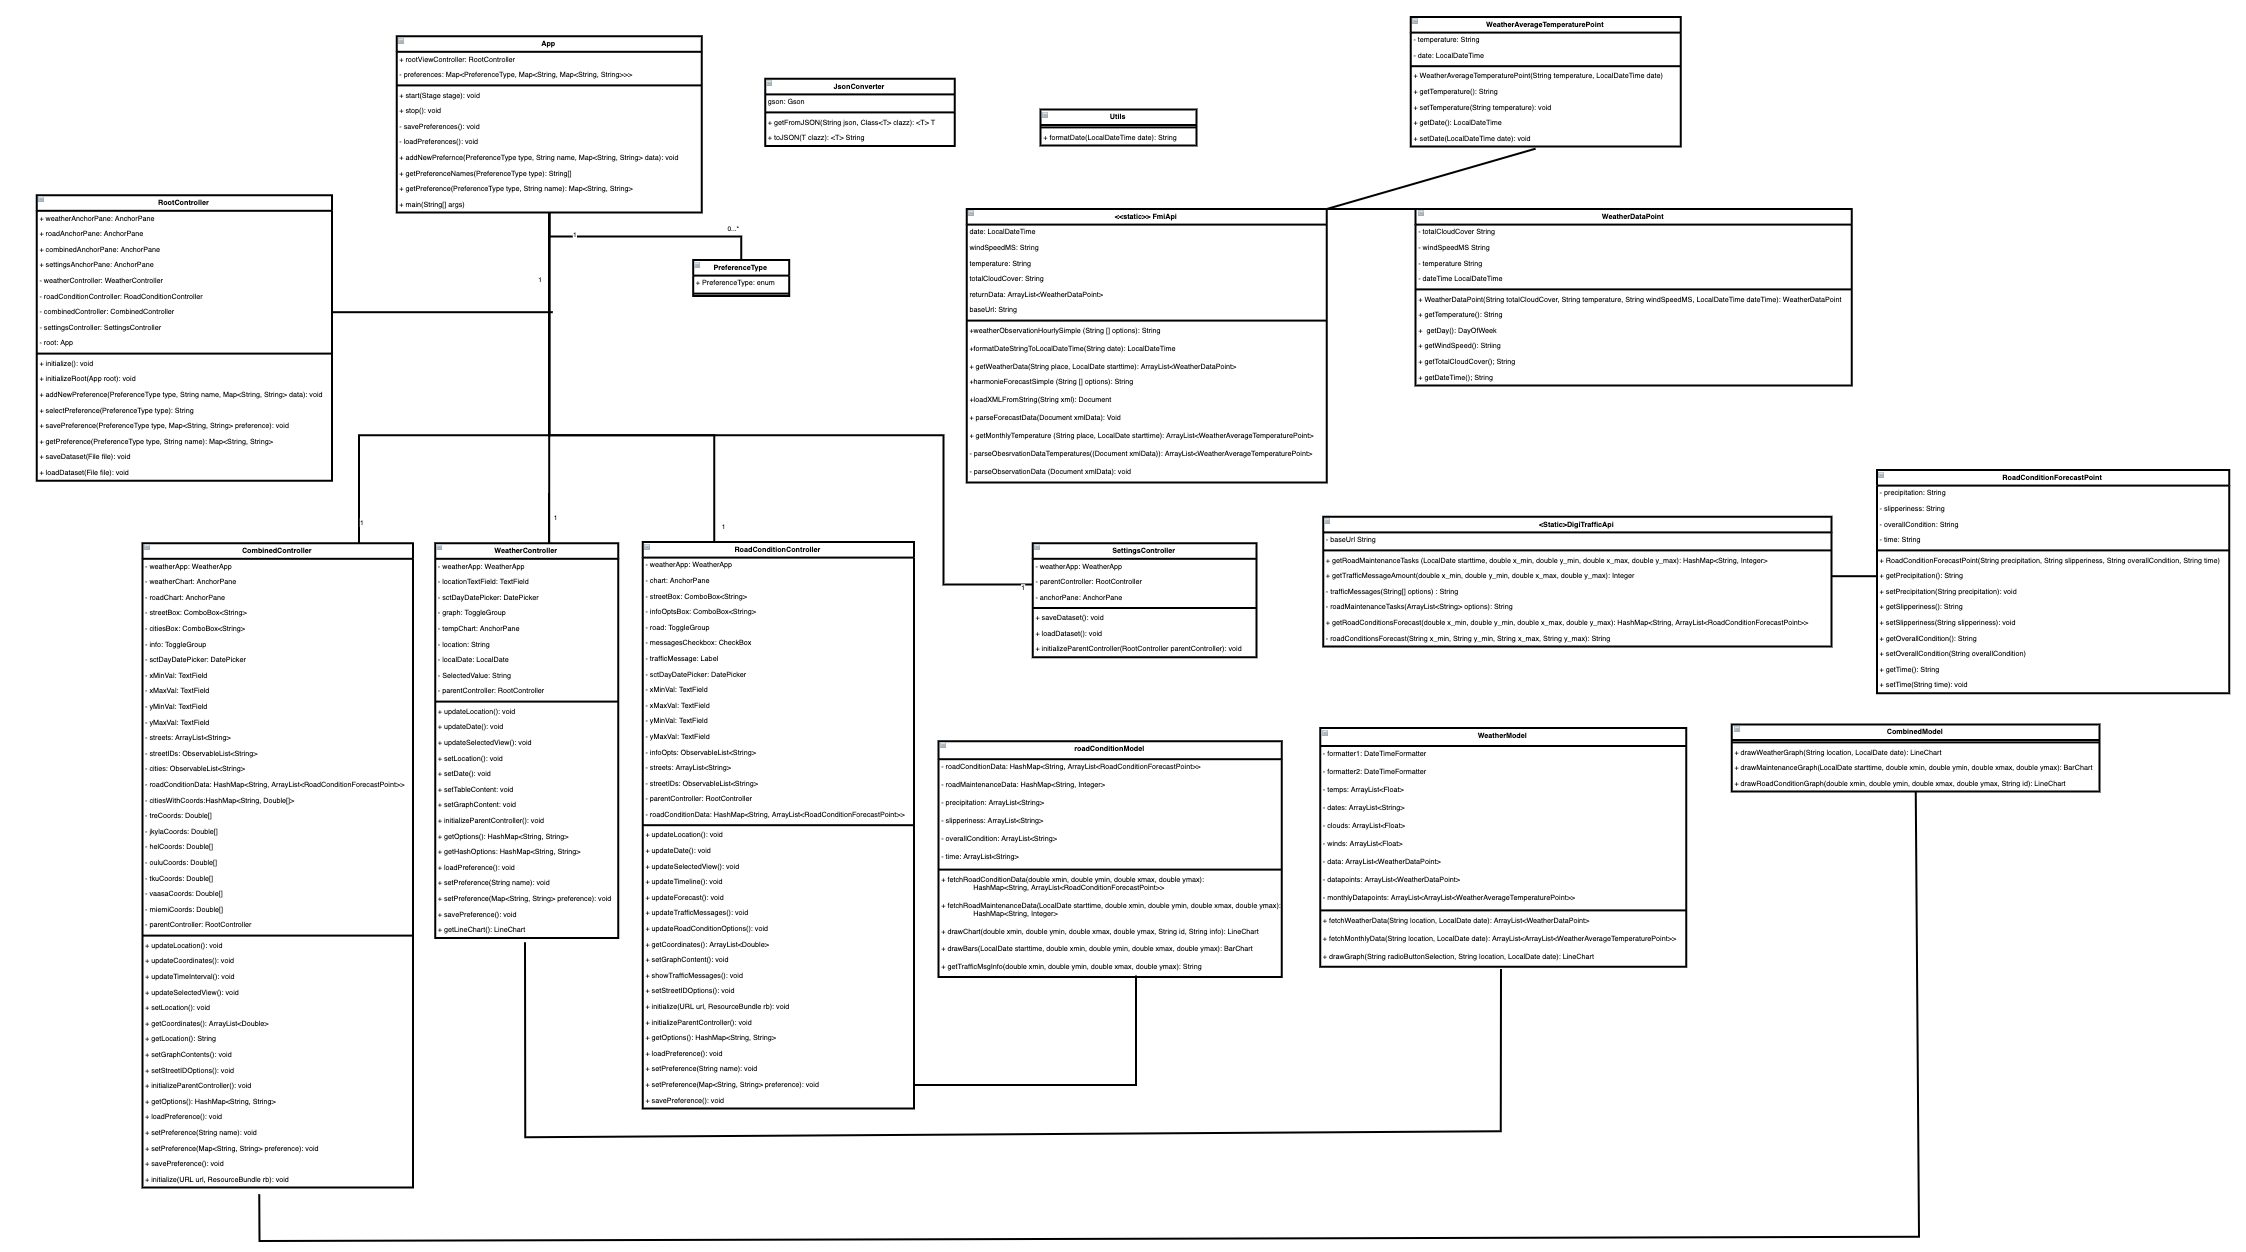 App
+ rootViewController: RootController
- preferences: Map<PreferenceType, Map<String, Map<String, String>>>
+ start(Stage stage): void
+ stop(): void
- savePreferences(): void
- loadPreferences(): void
+ addNewPrefernce(PreferenceType type, String name, Map<String, String> data): void
+ getPreferenceNames(PreferenceType type): String[]
+ getPreference(PreferenceType type, String name): Map<String, String>
+ main(String[] args)
JsonConverter
gson: Gson
+ getFromJSON(String json, Class<T> clazz): <T> T
+ toJSON(T clazz): <T> String
Utils
+ formatDate(LocalDateTime date): String
WeatherAverageTemperaturePoint
- temperature: String
- date: LocalDateTime
+ WeatherAverageTemperaturePoint(String temperature, LocalDateTime date)
+ getTemperature(): String
+ setTemperature(String temperature): void
+ getDate(): LocalDateTime
+ setDate(LocalDateTime date): void
RootController
+ weatherAnchorPane: AnchorPane
+ roadAnchorPane: AnchorPane
+ combinedAnchorPane: AnchorPane
+ settingsAnchorPane: AnchorPane
- weatherController: WeatherController
- roadConditionController: RoadConditionController
- combinedController: CombinedController
- settingsController: SettingsController
- root: App
+ initialize(): void
+ initializeRoot(App root): void
+ addNewPreference(PreferenceType type, String name, Map<String, String> data): void
+ selectPreference(PreferenceType type): String
+ savePreference(PreferenceType type, Map<String, String> preference): void
+ getPreference(PreferenceType type, String name): Map<String, String>
+ saveDataset(File file): void
+ loadDataset(File file): void
1
0...*
1
PreferenceType
+ PreferenceType: enum
<<static>> FmiApi
date: LocalDateTime
windSpeedMS: String
temperature: String
totalCloudCover: String
returnData: ArrayList<WeatherDataPoint>
baseUrl: String
+weatherObservationHourlySimple (String [] options): String
+formatDateStringToLocalDateTime(String date): LocalDateTime
+ getWeatherData(String place, LocalDate starttime): ArrayList<WeatherDataPoint>
+harmonieForecastSimple (String [] options): String
+loadXMLFromString(String xml): Document
+ parseForecastData(Document xmlData): Void
+ getMonthlyTemperature (String place, LocalDate starttime): ArrayList<WeatherAverageTemperaturePoint>
- parseObesrvationDataTemperatures((Document xmlData)): ArrayList<WeatherAverageTemperaturePoint>
- parseObservationData (Document xmlData): void
WeatherDataPoint
- totalCloudCover String
- windSpeedMS String
- temperature String
- dateTime LocalDateTime
+ WeatherDataPoint(String totalCloudCover, String temperature, String windSpeedMS, LocalDateTime dateTime): WeatherDataPoint
+ getTemperature(): String
+  getDay(): DayOfWeek
+ getWindSpeed(): Striing
+ getTotalCloudCover(); String
+ getDateTime(); String
RoadConditionForecastPoint
- precipitation: String
- slipperiness: String
- overallCondition: String
- time: String
+ RoadConditionForecastPoint(String precipitation, String slipperiness, String overallCondition, String time)
+ getPrecipitation(): String
+ setPrecipitation(String precipitation): void
+ getSlipperiness(): String
+ setSlipperiness(String slipperiness): void
+ getOverallCondition(): String
+ setOverallCondition(String overallCondition)
+ getTime(): String
+ setTime(String time): void
<Static>DigiTrafficApi
- baseUrl String
+ getRoadMaintenanceTasks (LocalDate starttime, double x_min, double y_min, double x_max, double y_max): HashMap<String, Integer>
+ getTrafficMessageAmount(double x_min, double y_min, double x_max, double y_max): Integer
- trafficMessages(String[] options) : String
- roadMaintenanceTasks(ArrayList<String> options): String
+ getRoadConditionsForecast(double x_min, double y_min, double x_max, double y_max): HashMap<String, ArrayList<RoadConditionForecastPoint>>
- roadConditionsForecast(String x_min, String y_min, String x_max, String y_max): String
1
1
1
1
CombinedController
- weatherApp: WeatherApp
- weatherChart: AnchorPane
- roadChart: AnchorPane
- streetBox: ComboBox<String>
- citiesBox: ComboBox<String>
- info: ToggleGroup
- sctDayDatePicker: DatePicker
- xMinVal: TextField
- xMaxVal: TextField
- yMinVal: TextField
- yMaxVal: TextField
- streets: ArrayList<String>
- streetIDs: ObservableList<String>
- cities: ObservableList<String>
- roadConditionData: HashMap<String, ArrayList<RoadConditionForecastPoint>>
- citiesWithCoords:HashMap<String, Double[]>
- treCoords: Double[]
- jkylaCoords: Double[]
- helCoords: Double[]
- ouluCoords: Double[]
- tkuCoords: Double[]
- vaasaCoords: Double[]
- rniemiCoords: Double[]
- parentController: RootController
+ updateLocation(): void
+ updateCoordinates(): void
+ updateTimeInterval(): void
+ updateSelectedView(): void
+ setLocation(): void
+ getCoordinates(): ArrayList<Double>
+ getLocation(): String
+ setGraphContents(): void
+ setStreetIDOptions(): void
+ initializeParentController(): void
+ getOptions(): HashMap<String, String>
+ loadPreference(): void
+ setPreference(String name): void
+ setPreference(Map<String, String> preference): void
+ savePreference(): void
+ initialize(URL url, ResourceBundle rb): void
WeatherController
- weatherApp: WeatherApp
- locationTextField: TextField
- sctDayDatePicker: DatePicker
- graph: ToggleGroup
- tempChart: AnchorPane
- location: String
- localDate: LocalDate
- SelectedValue: String
- parentController: RootController
+ updateLocation(): void
+ updateDate(): void
+ updateSelectedView(): void
+ setLocation(): void
+ setDate(): void
+ setTableContent: void
+ setGraphContent: void
+ initializeParentController(): void
+ getOptions(): HashMap<String, String>
+ getHashOptions: HashMap<String, String>
+ loadPreference(): void
+ setPreference(String name): void
+ setPreference(Map<String, String> preference): void
+ savePreference(): void
+ getLineChart(): LineChart
RoadConditionController
- weatherApp: WeatherApp
- chart: AnchorPane
- streetBox: ComboBox<String>
- infoOptsBox: ComboBox<String>
- road: ToggleGroup
- messagesCheckbox: CheckBox
- trafficMessage: Label
- sctDayDatePicker: DatePicker
- xMinVal: TextField
- xMaxVal: TextField
- yMinVal: TextField
- yMaxVal: TextField
- infoOpts: ObservableList<String>
- streets: ArrayList<String>
- streetIDs: ObservableList<String>
- parentController: RootController
- roadConditionData: HashMap<String, ArrayList<RoadConditionForecastPoint>>
+ updateLocation(): void
+ updateDate(): void
+ updateSelectedView(): void
+ updateTimeline(): void
+ updateForecast(): void
+ updateTrafficMessages(): void
+ updateRoadConditionOptions(): void
+ getCoordinates(): ArrayList<Double>
+ setGraphContent(): void
+ showTrafficMessages(): void
+ setStreetIDOptions(): void
+ initialize(URL url, ResourceBundle rb): void
+ initializeParentController(): void
+ getOptions(): HashMap<String, String>
+ loadPreference(): void
+ setPreference(String name): void
+ setPreference(Map<String, String> preference): void
+ savePreference(): void
SettingsController
- weatherApp: WeatherApp
- parentController: RootController
- anchorPane: AnchorPane
+ saveDataset(): void
+ loadDataset(): void
+ initializeParentController(RootController parentController): void
roadConditionModel
- roadConditionData: HashMap<String, ArrayList<RoadConditionForecastPoint>>
- roadMaintenanceData: HashMap<String, Integer>
- precipitation: ArrayList<String>
- slipperiness: ArrayList<String>
- overallCondition: ArrayList<String>
- time: ArrayList<String>
+ fetchRoadConditionData(double xmin, double ymin, double xmax, double ymax):
HashMap<String, ArrayList<RoadConditionForecastPoint>>
+ fetchRoadMaintenanceData(LocalDate starttime, double xmin, double ymin, double xmax, double ymax):
HashMap<String, Integer>
+ drawChart(double xmin, double ymin, double xmax, double ymax, String id, String info): LineChart
+ drawBars(LocalDate starttime, double xmin, double ymin, double xmax, double ymax): BarChart
+ getTrafficMsgInfo(double xmin, double ymin, double xmax, double ymax): String
WeatherModel
- formatter1: DateTimeFormatter
- formatter2: DateTimeFormatter
- temps: ArrayList<Float>
- dates: ArrayList<String>
- clouds: ArrayList<Float>
- winds: ArrayList<Float>
- data: ArrayList<WeatherDataPoint>
- datapoints: ArrayList<WeatherDataPoint>
- monthlyDatapoints: ArrayList<ArrayList<WeatherAverageTemperaturePoint>>
+ fetchWeatherData(String location, LocalDate date): ArrayList<WeatherDataPoint>
+ fetchMonthlyData(String location, LocalDate date): ArrayList<ArrayList<WeatherAverageTemperaturePoint>>
+ drawGraph(String radioButtonSelection, String location, LocalDate date): LineChart
CombinedModel
+ drawWeatherGraph(String location, LocalDate date): LineChart
+ drawMaintenanceGraph(LocalDate starttime, double xmin, double ymin, double xmax, double ymax): BarChart
+ drawRoadConditionGraph(double xmin, double ymin, double xmax, double ymax, String id): LineChart